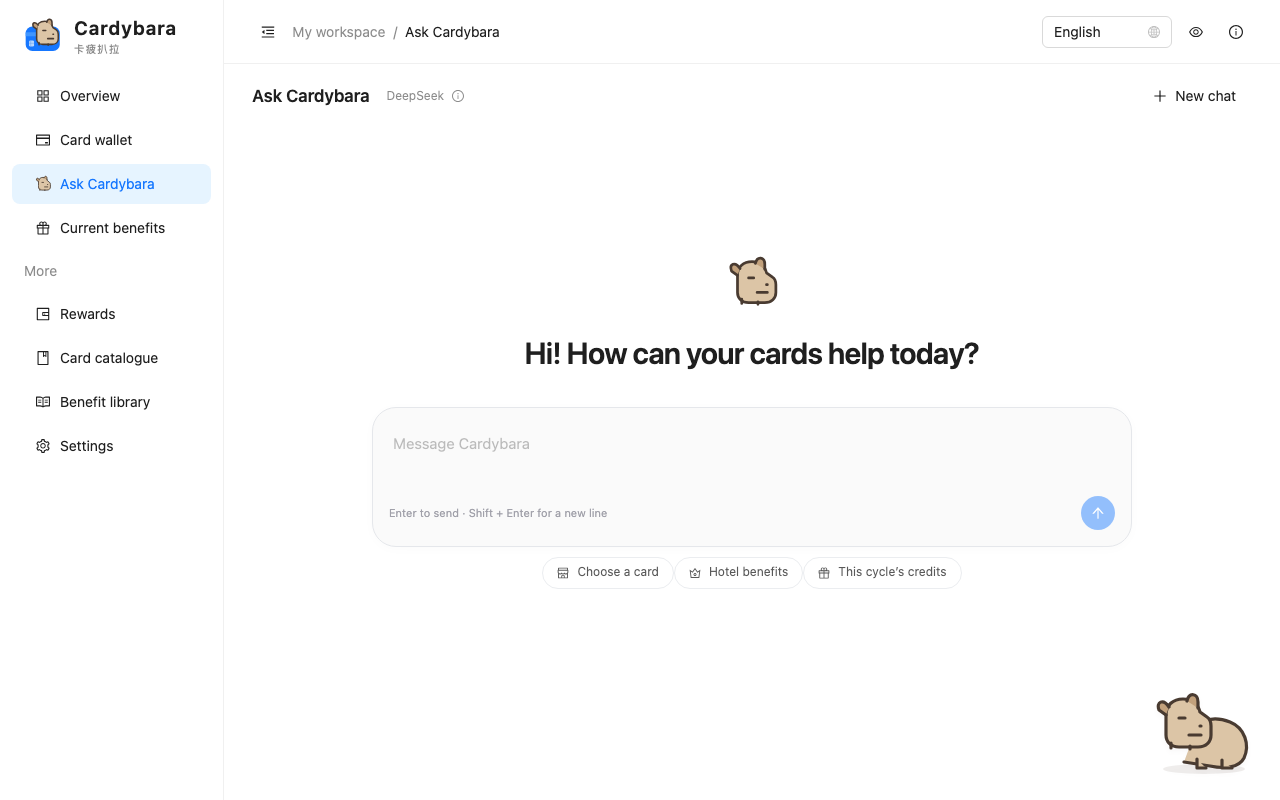 Cardybara
卡疲扒拉
Overview
Card wallet
Ask Cardybara
Current benefits
More
Rewards
Card catalogue
Benefit library
Settings
My workspace / Ask Cardybara
English
Ask Cardybara DeepSeek
New chat
Hi! How can your cards help today?
Message Cardybara
Enter to send · Shift + Enter for a new line
Choose a card Hotel benefits This cycle's credits